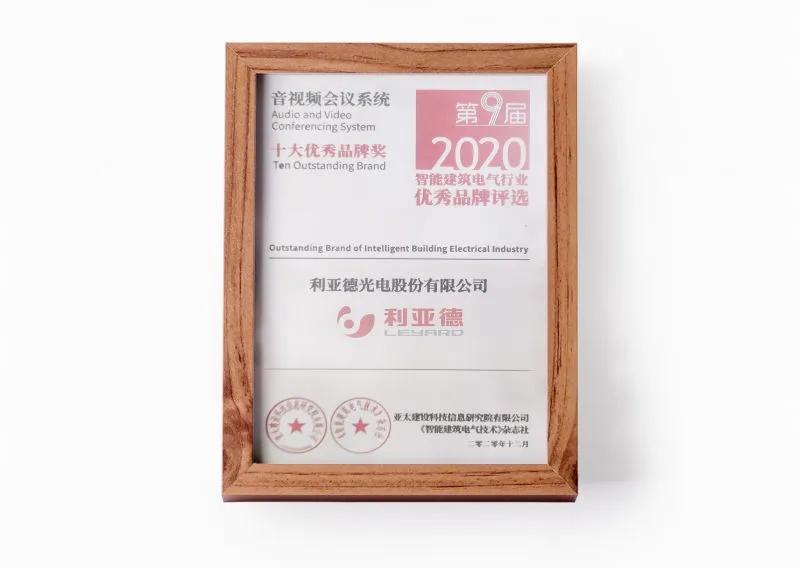 音视频会议系统
Audio and Video
Conferencing System
十大优秀品牌奖
Ten Outstanding Brand
第9届
2020
智能建筑电气行业
优秀品牌评选
Outstanding Brand of Intelligent Building Electrical Industry
利亚德光电股份有限公司
利亚德
LEYARD
亚太建设科技信息研究院有限公司
《智能建筑电气技术》杂志社
二零二零年十二月